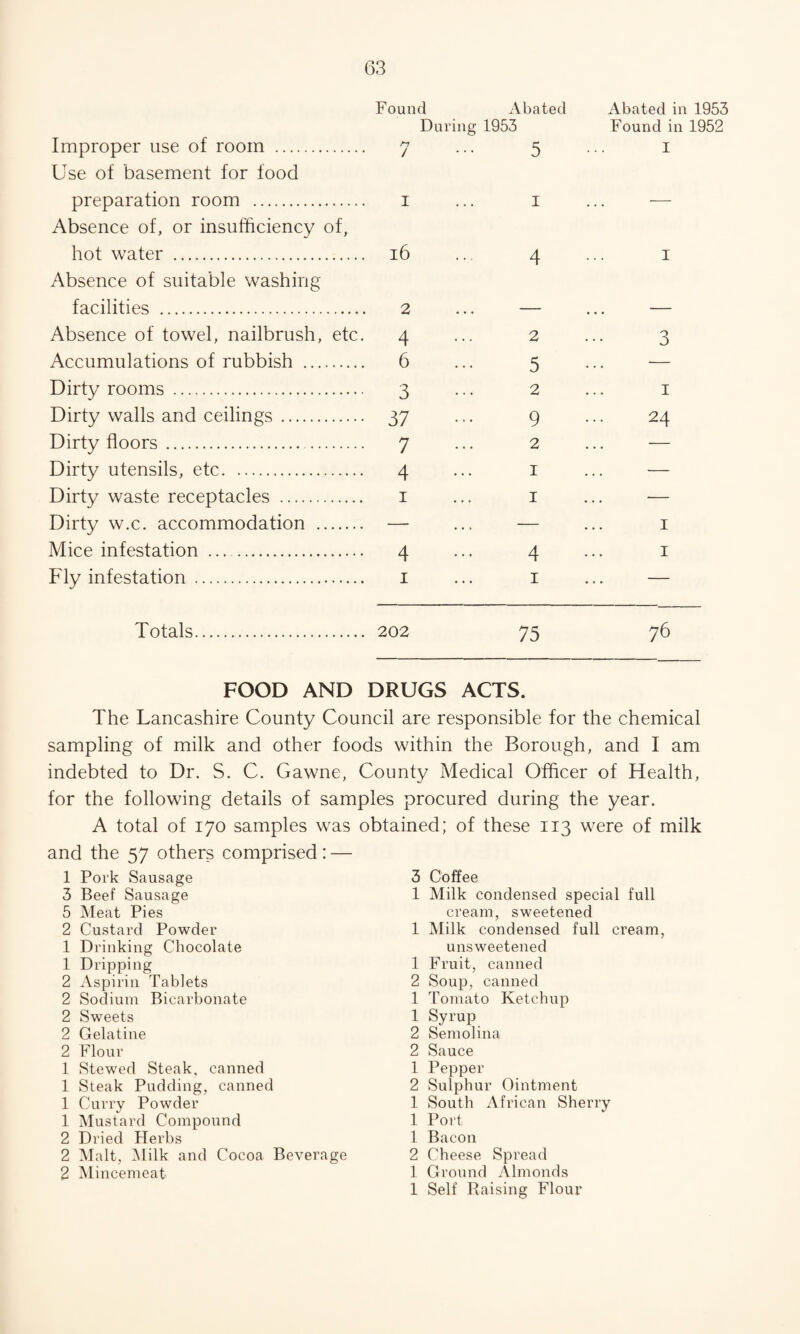 63
Found Abated Abated in 1953
During 1953 Found in 1952
Improper use of room ............. 7 ... 5 ... 1
Use of basement for food
preparation room ................ 1 ... 1 ... —
Absence of, or insufficiency of,
hot water ........................... 16 ... 4 ... 1
Absence of suitable washing
facilities ............................ 2 ... — ... —
Absence of towel, nailbrush, etc. 4 ... 2 ... 3
Accumulations of rubbish ......... 6 ... 5 ... —
Dirty rooms ........................... 3 ... 2 ... 1
Dirty walls and ceilings ............ 37 ... 9 ... 24
Dirty floors ............................ 7 ... 2 ... —
Dirty utensils, etc. ................... 4 ... 1 ... —
Dirty waste receptacles ............ 1 ... 1 ... —
Dirty w.c. accommodation ....... — ... — ... 1
Mice infestation ...................... 4 ... 4 ... 1
Fly infestation ........................ 1 ... 1 ... —
Totals......................... 202 75 76
FOOD AND DRUGS ACTS.
The Lancashire County Council are responsible for the chemical
sampling of milk and other foods within the Borough, and I am
indebted to Dr. S. C. Gawne, County Medical Officer of Health,
for the following details of samples procured during the year.
A total of 170 samples was obtained; of these 113 were of milk
and the 57 others comprised: —
1 Pork Sausage
3 Beef Sausage
5 Meat Pies
2 Custard Powder
1 Drinking Chocolate
1 Dripping
2 Aspirin Tablets
2 Sodium Bicarbonate
2 Sweets
2 Gelatine
2 Flour
1 Stewed Steak, canned
1 Steak Pudding, canned
1 Curry Powder
1 Mustard Compound
2 Dried Herbs
2 Malt, Milk and Cocoa Beverage
2 Mincemeat
3 Coffee
1 Milk condensed special full
cream, sweetened
1 Milk condensed full cream,
unsweetened
1 Fruit, canned
2 Soup, canned
1 Tomato Ketchup
1 Syrup
2 Semolina
2 Sauce
1 Pepper
2 Sulphur Ointment
1 South African Sherry
1 Port
1 Bacon
2 Cheese Spread
1 Ground Almonds
1 Self Raising Flour